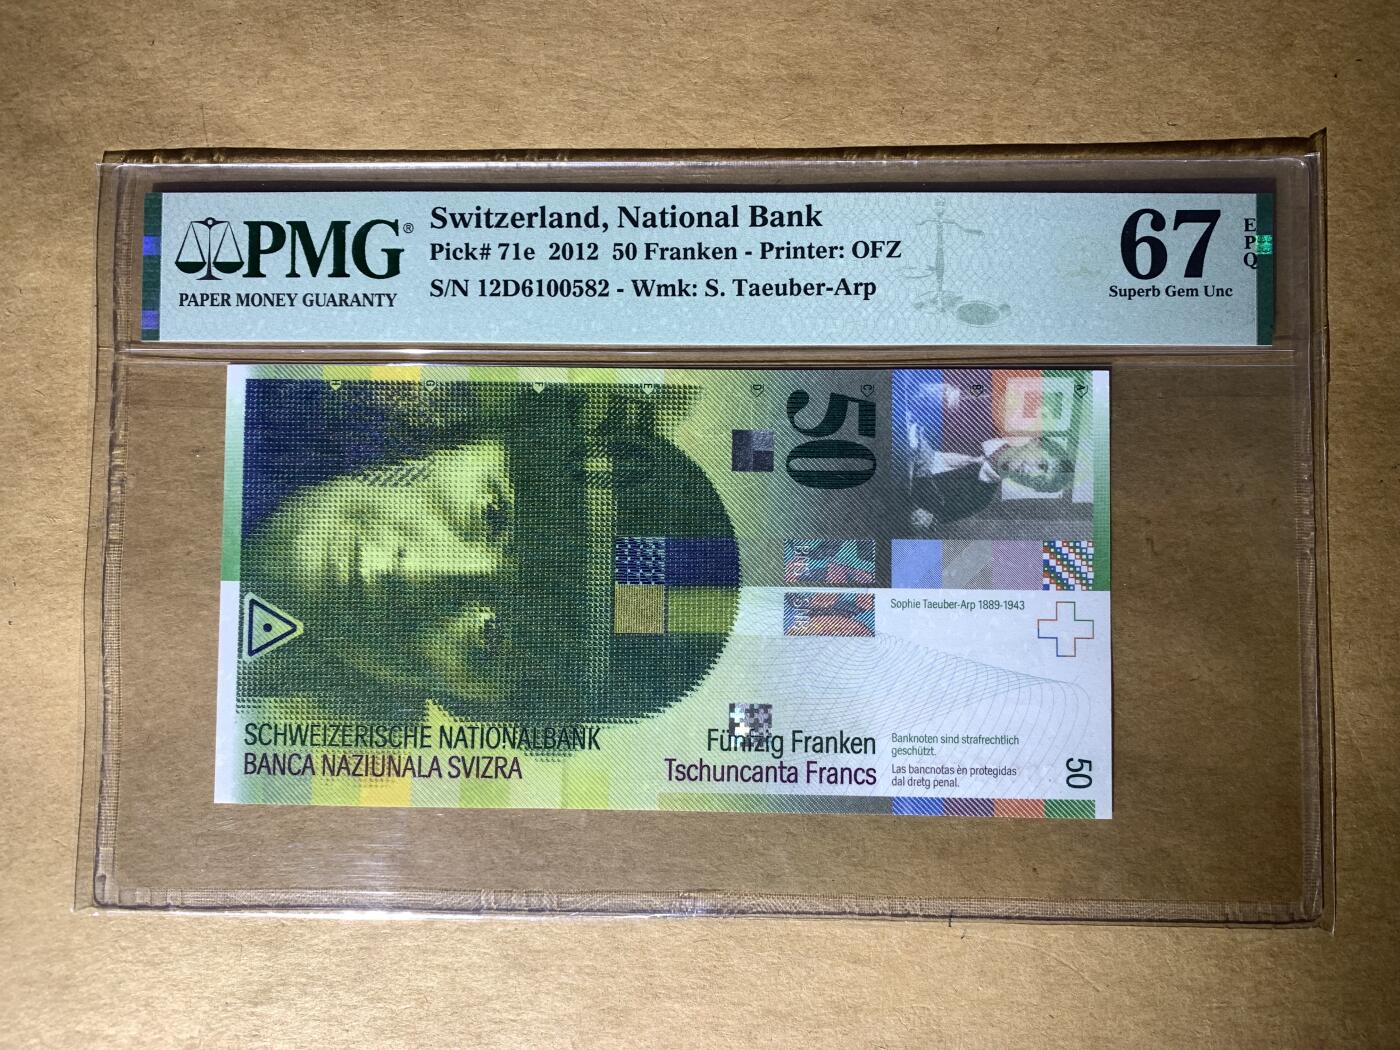 PMG®
PAPER MONEY GUARANTY
Switzerland, National Bank
Pick# 71e 2012 50 Franken - Printer: OFZ
S/N 12D6100582 - Wmk: S. Taeuber-Arp
67
EPQ
Superb Gem Unc
H G F E D C B A
50
Sophie Taeuber-Arp 1889-1943
SCHWEIZERISCHE NATIONALBANK
BANCA NAZIUNALA SVIZRA
Fünfzig Franken
Tschuncanta Francs
Banknoten sind strafrechtlich
geschützt.
Las bancnotas èn protegidas
dal dretg penal.
50